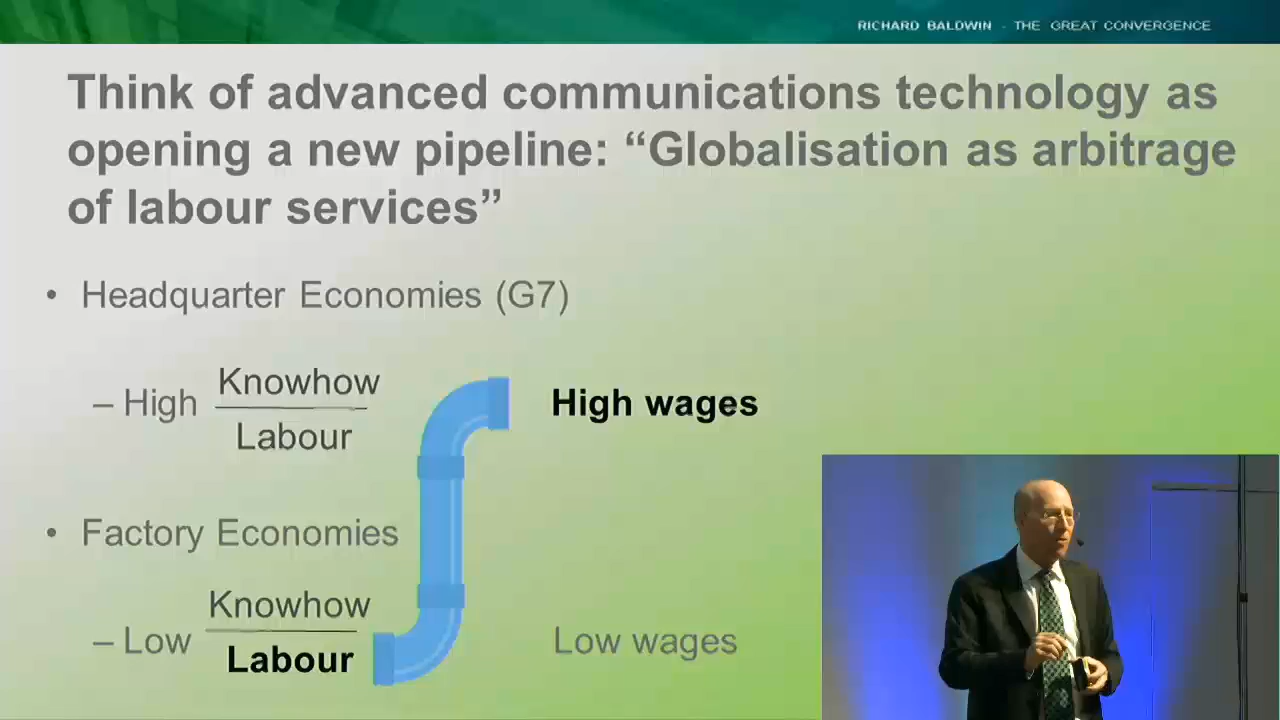 RICHARD BALDWIN - THE GREAT CONVERGENCE
Think of advanced communications technology as
opening a new pipeline: “Globalisation as arbitrage
of labour services”
• Headquarter Economies (G7)
– High Knowhow
Labour
High wages
• Factory Economies
– Low Knowhow
Labour
Low wages